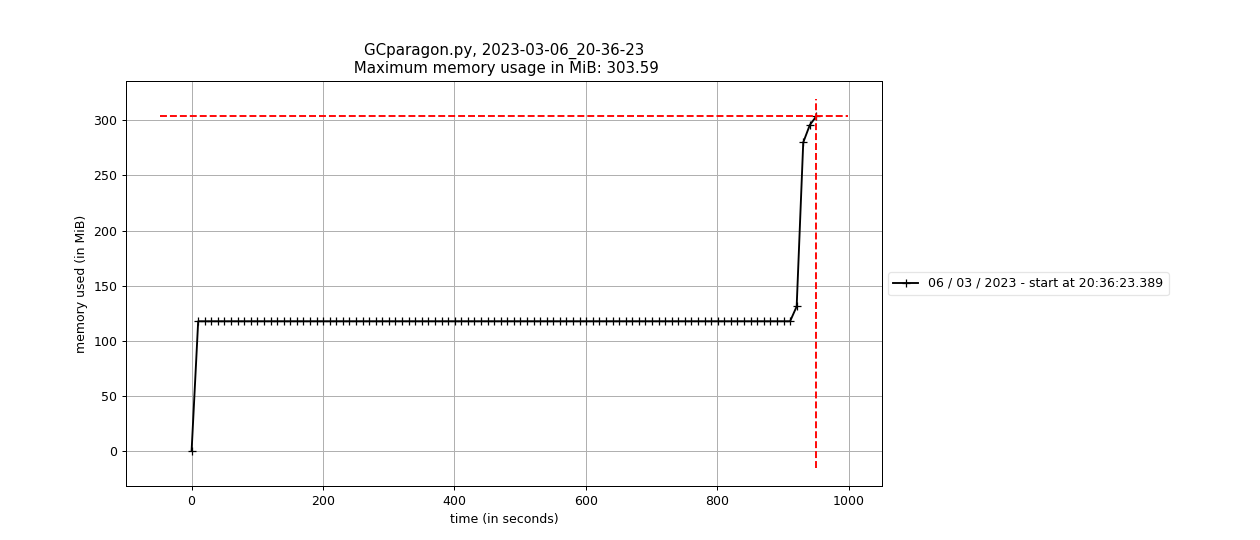 GCparagon.py, 2023-03-06_20-36-23
Maximum memory usage in MiB: 303.59
memory used (in MiB)
300
250
200
150
100
50
0
0 200 400 600 800 1000
time (in seconds)
06 / 03 / 2023 - start at 20:36:23.389